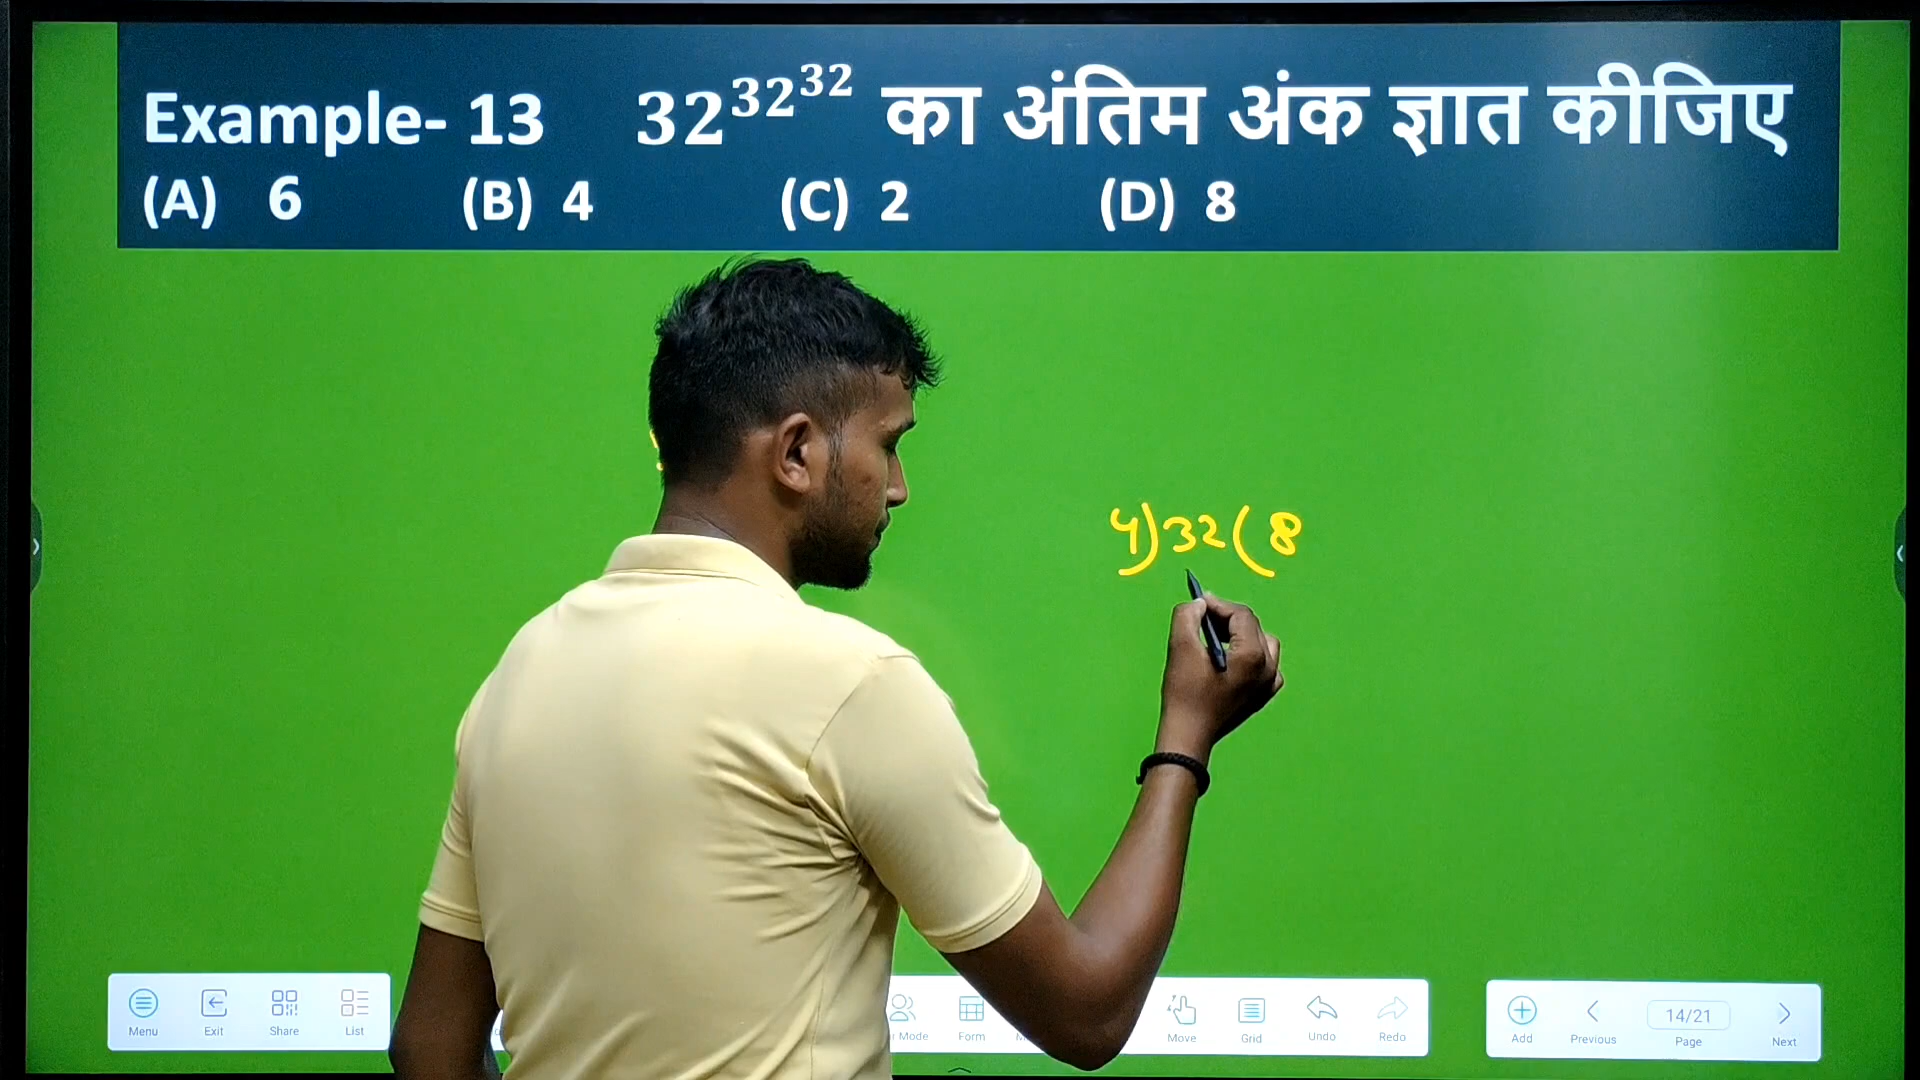 Example- 13 32^32^32 का अंतिम अंक ज्ञात कीजिए
(A) 6 (B) 4 (C) 2 (D) 8
4)32(8
Menu Exit Share List Mode Form Move Grid Undo Redo Add Previous 14/21 Page Next